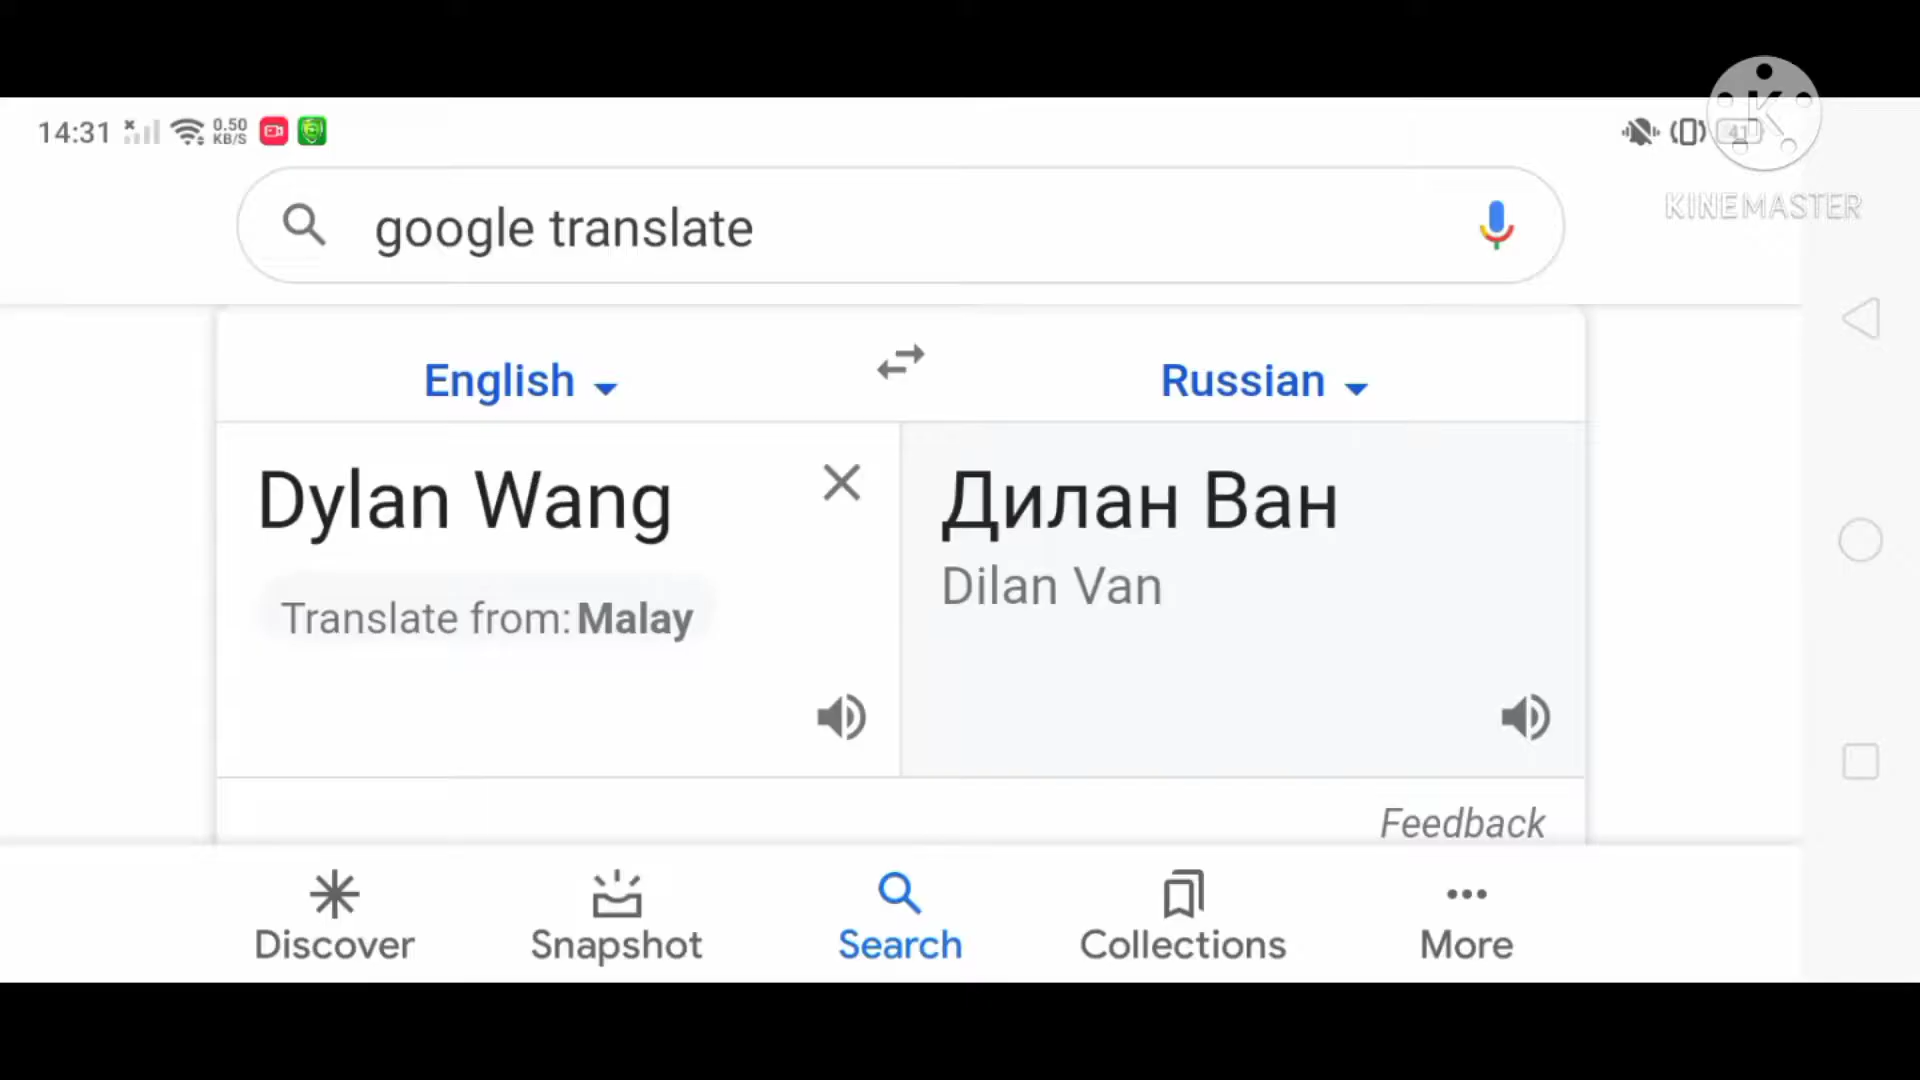 14:31 0.50 KB/S 41
KINEMASTER
google translate
English Russian
Dylan Wang
Дилан Ван
Dilan Van
Translate from: Malay
Feedback
Discover Snapshot Search Collections More